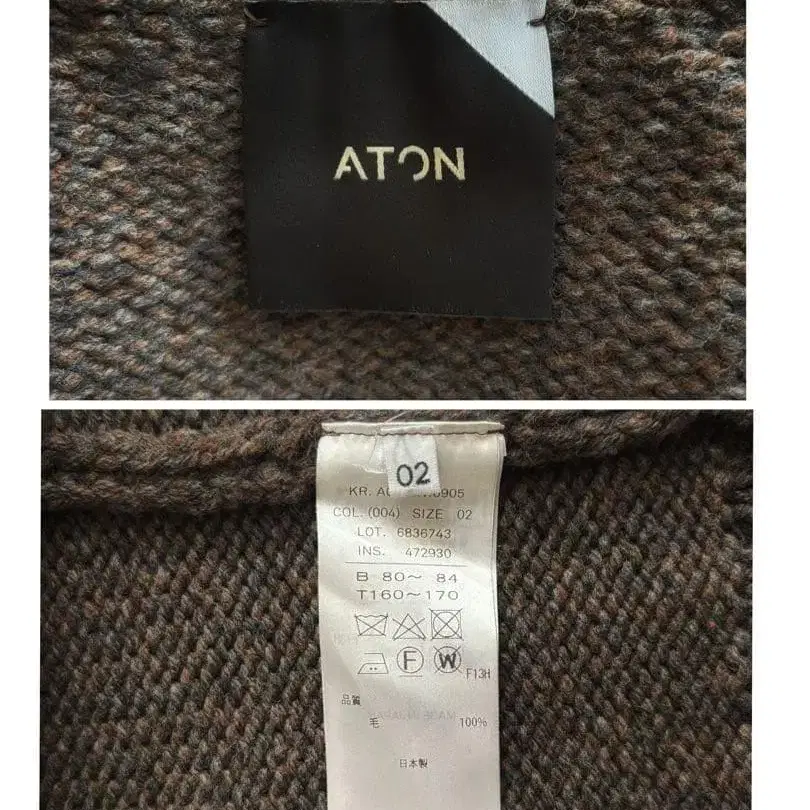 ATON
02
KR. A
0905
COL. (004) SIZE 02
LOT. 6836743
INS. 472930
B 80～ 84
T160～170
F
W
F13H
品質
毛 100%
日本製